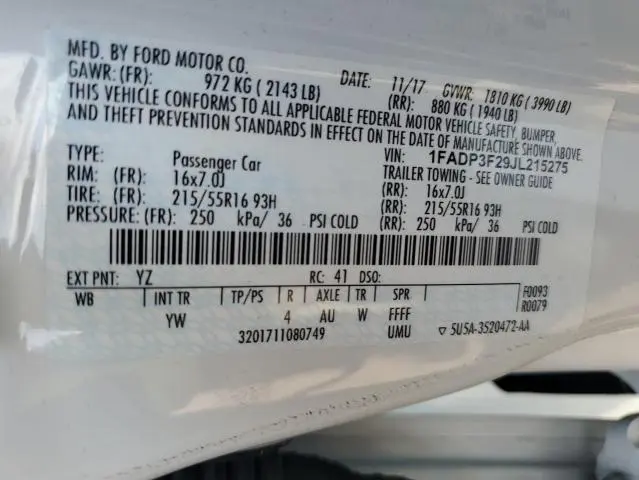 MFD. BY FORD MOTOR CO.
DATE: 11/17 GVWR: 1810 KG ( 3990 LB)
GAWR: (FR): 972 KG ( 2143 LB) (RR): 880 KG ( 1940 LB)
THIS VEHICLE CONFORMS TO ALL APPLICABLE FEDERAL MOTOR VEHICLE SAFETY, BUMPER,
AND THEFT PREVENTION STANDARDS IN EFFECT ON THE DATE OF MANUFACTURE SHOWN ABOVE.
VIN: 1FADP3F29JL215275
TYPE: Passenger Car TRAILER TOWING - SEE OWNER GUIDE
RIM: (FR): 16x7.0J (RR): 16x7.0J
TIRE: (FR): 215/55R16 93H (RR): 215/55R16 93H
PRESSURE: (FR): 250 kPa/ 36 PSI COLD (RR): 250 kPa/ 36 PSI COLD
EXT PNT: YZ RC: 41 DSO:
WB INT TR TP/PS R AXLE TR SPR F0093
YW 4 AU W FFFF R0079
3201711080749 UMU ▽ 5U5A-3520472-AA